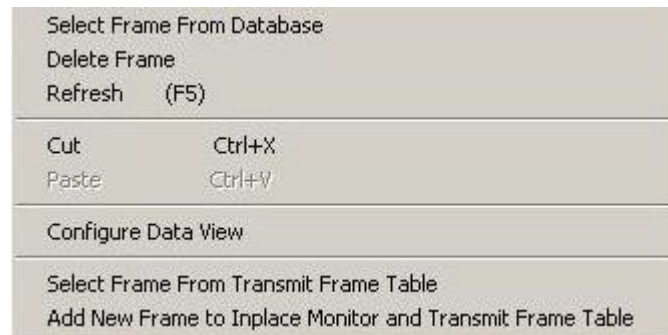 Select Frame From Database
Delete Frame
Refresh (F5)
Cut Ctrl+X
Paste Ctrl+V
Configure Data View
Select Frame From Transmit Frame Table
Add New Frame to Inplace Monitor and Transmit Frame Table